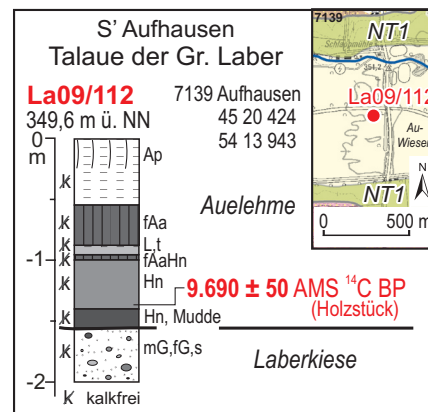 S' Aufhausen
Talaue der Gr. Laber
La09/112
349,6 m ü. NN
7139 Aufhausen
45 20 424
54 13 943
0
m
-1
-2
Ap
fAa
L,t
fAaHn
Hn
Hn, Mudde
mG,fG,s
k kalkfrei
Auelehme
9.690 ± 50 AMS 14C BP
(Holzstück)
Laberkiese
7139
NT1
351,2
La09/112
Au-
Wiesen
N
NT1
0 500 m